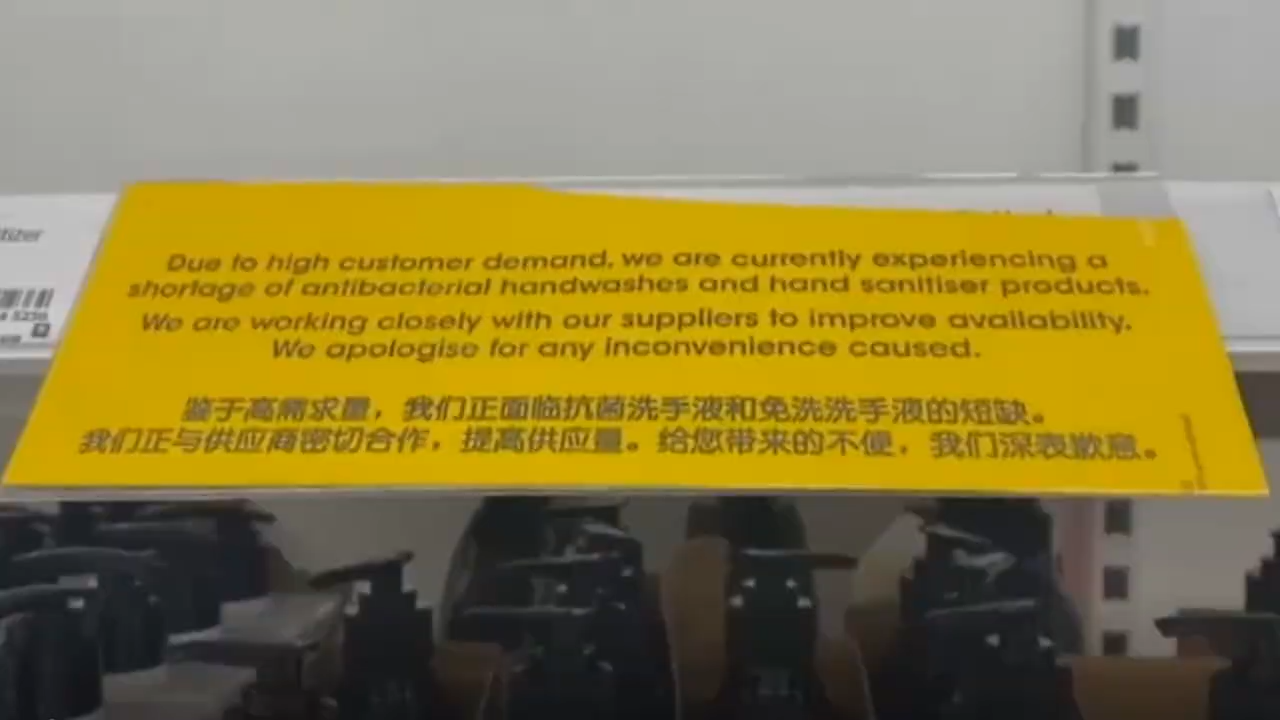 tizer
Due to high customer demand, we are currently experiencing a
shortage of antibacterial handwashes and hand sanitiser products.
We are working closely with our suppliers to improve availability.
We apologise for any inconvenience caused.
鉴于高需求量，我们正面临抗菌洗手液和免洗洗手液的短缺。
我们正与供应商密切合作，提高供应量。给您带来的不便，我们深表歉意。